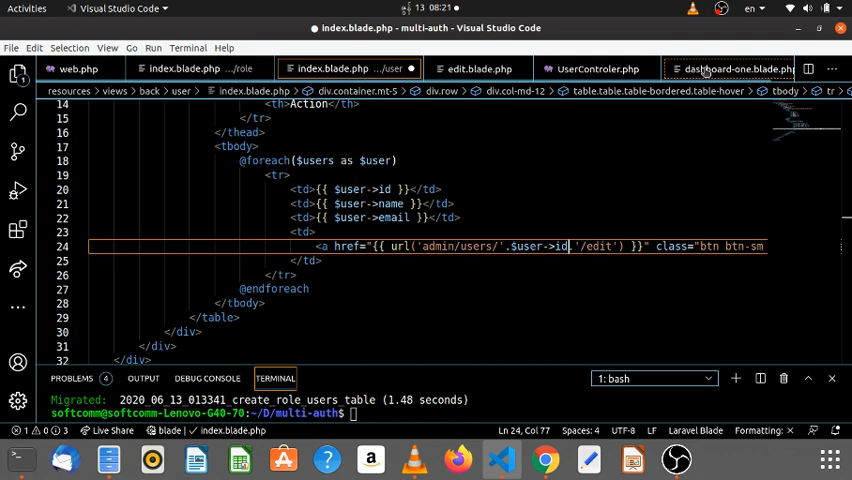 Activities Visual Studio Code 13 08:21 en
index.blade.php - multi-auth - Visual Studio Code
File Edit Selection View Go Run Terminal Help
web.php index.blade.php .../role index.blade.php .../user edit.blade.php UserControler.php dashboard-one.blade.php
resources > views > back > user > index.blade.php > div.container.mt-5 > div.row > div.col-md-12 > table.table.table-bordered.table-hover > tbody > tr
14 <th>Action</th>
15 </tr>
16 </thead>
17 <tbody>
18 @foreach($users as $user)
19 <tr>
20 <td>{{ $user->id }}</td>
21 <td>{{ $user->name }}</td>
22 <td>{{ $user->email }}</td>
23 <td>
24 <a href="{{ url('admin/users/'.$user->id.'/edit') }}" class="btn btn-sm
25 </td>
26 </tr>
27 @endforeach
28 </tbody>
29 </table>
30 </div>
31 </div>
32 </div>
PROBLEMS 4 OUTPUT DEBUG CONSOLE TERMINAL 1: bash
Migrated: 2020_06_13_013341_create_role_users_table (1.48 seconds)
softcomm@softcomm-Lenovo-G40-70:~/D/multi-auth$
1 0 3 Live Share blade index.blade.php Ln 24, Col 77 Spaces: 4 UTF-8 LF Laravel Blade Formatting: ×